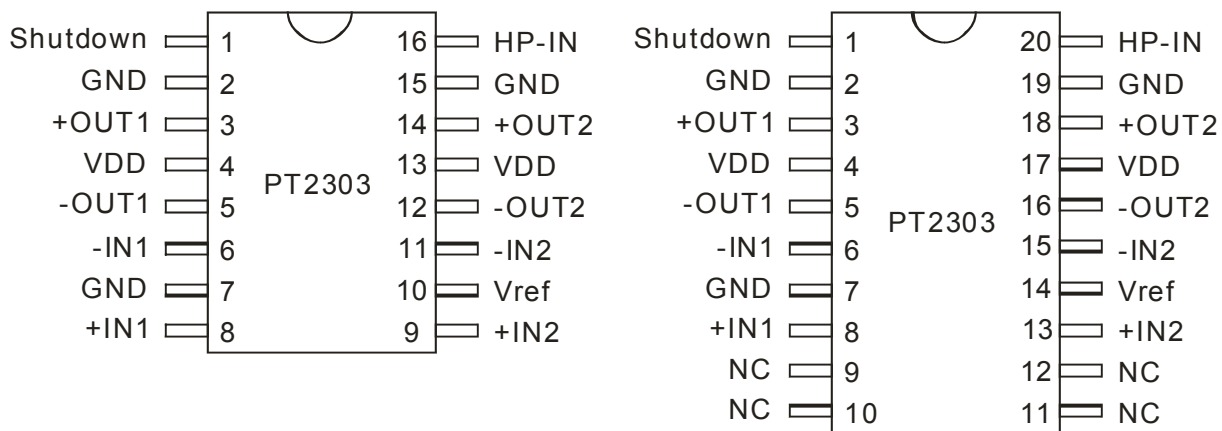 Shutdown 1 16 HP-IN
GND 2 15 GND
+OUT1 3 14 +OUT2
VDD 4 13 VDD
PT2303
-OUT1 5 12 -OUT2
-IN1 6 11 -IN2
GND 7 10 Vref
+IN1 8 9 +IN2
Shutdown 1 20 HP-IN
GND 2 19 GND
+OUT1 3 18 +OUT2
VDD 4 17 VDD
-OUT1 5 16 -OUT2
PT2303
-IN1 6 15 -IN2
GND 7 14 Vref
+IN1 8 13 +IN2
NC 9 12 NC
NC 10 11 NC